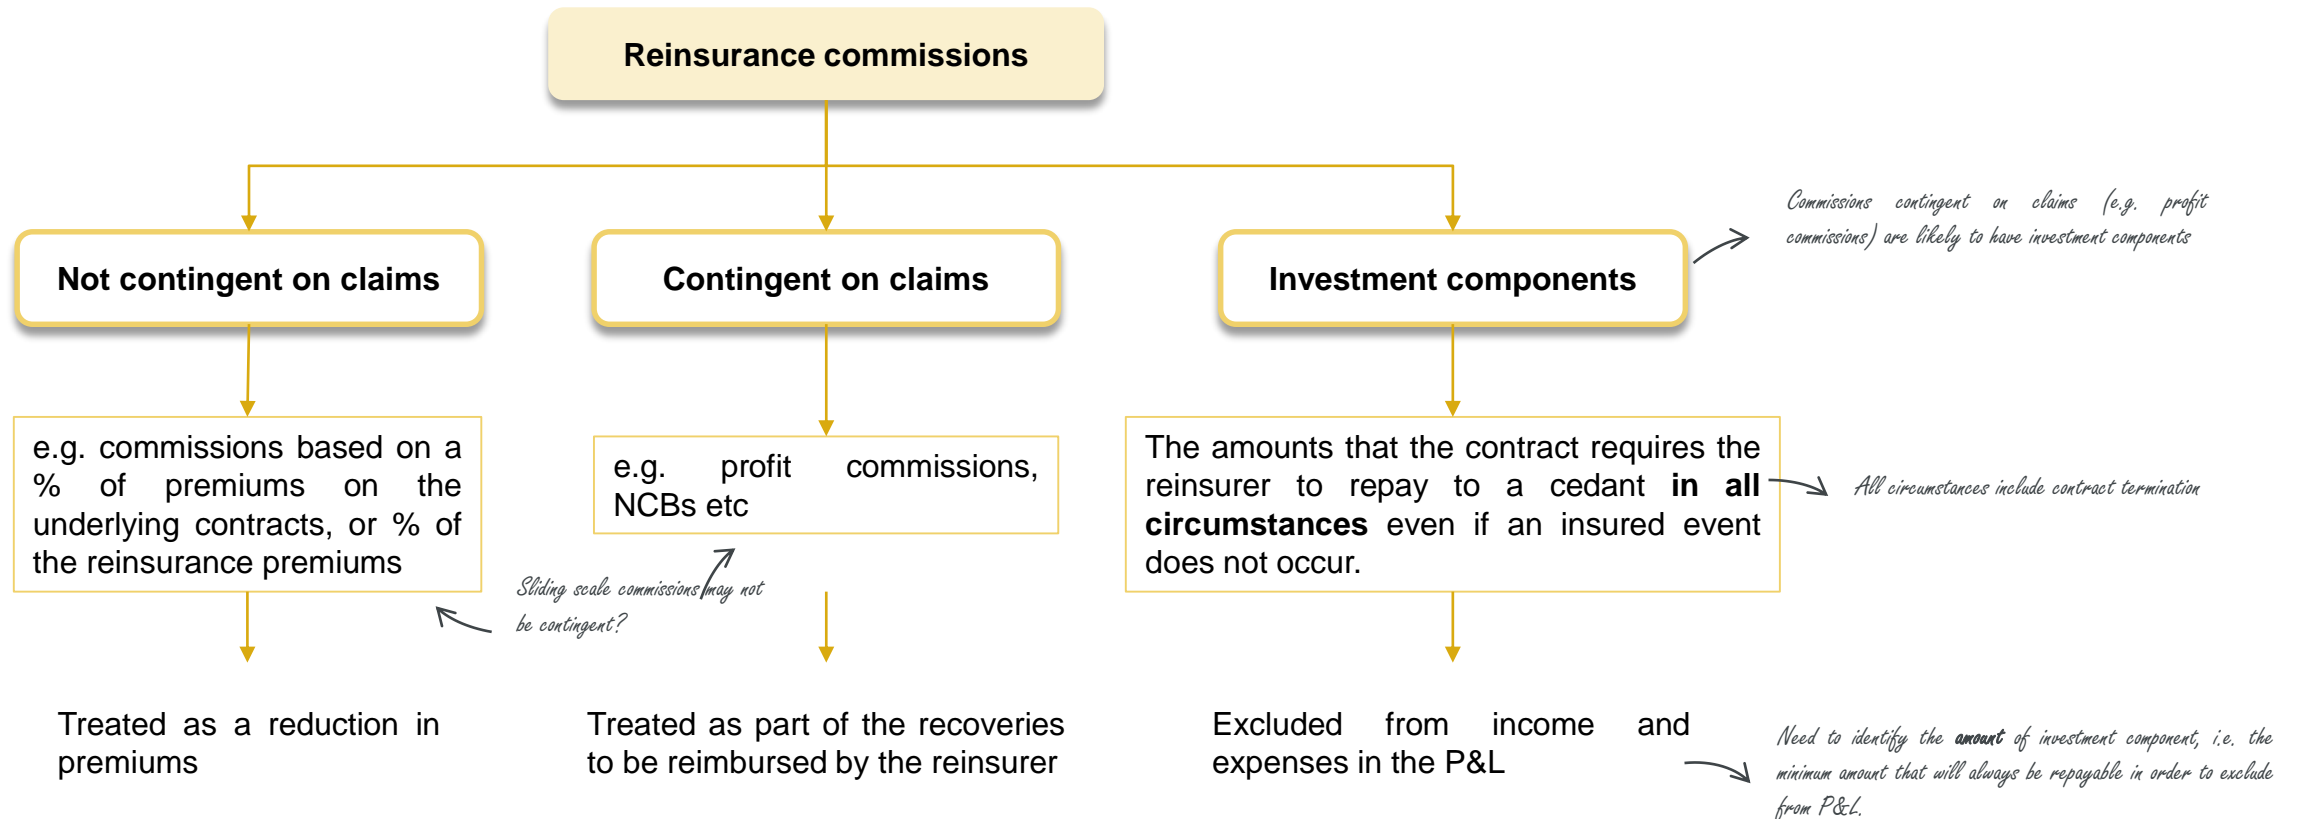 Reinsurance commissions
Not contingent on claims
Contingent on claims
Investment components
Commissions contingent on claims (e.g. profit
commissions) are likely to have investment components
e.g. commissions based on a
% of premiums on the
underlying contracts, or % of
the reinsurance premiums
e.g. profit commissions,
NCBs etc
The amounts that the contract requires the
reinsurer to repay to a cedant in all
circumstances even if an insured event
does not occur.
All circumstances include contract termination
Sliding scale commissions may not
be contingent?
Treated as a reduction in
premiums
Treated as part of the recoveries
to be reimbursed by the reinsurer
Excluded from income and
expenses in the P&L
Need to identify the amount of investment component, i.e. the
minimum amount that will always be repayable in order to exclude
from P&L.